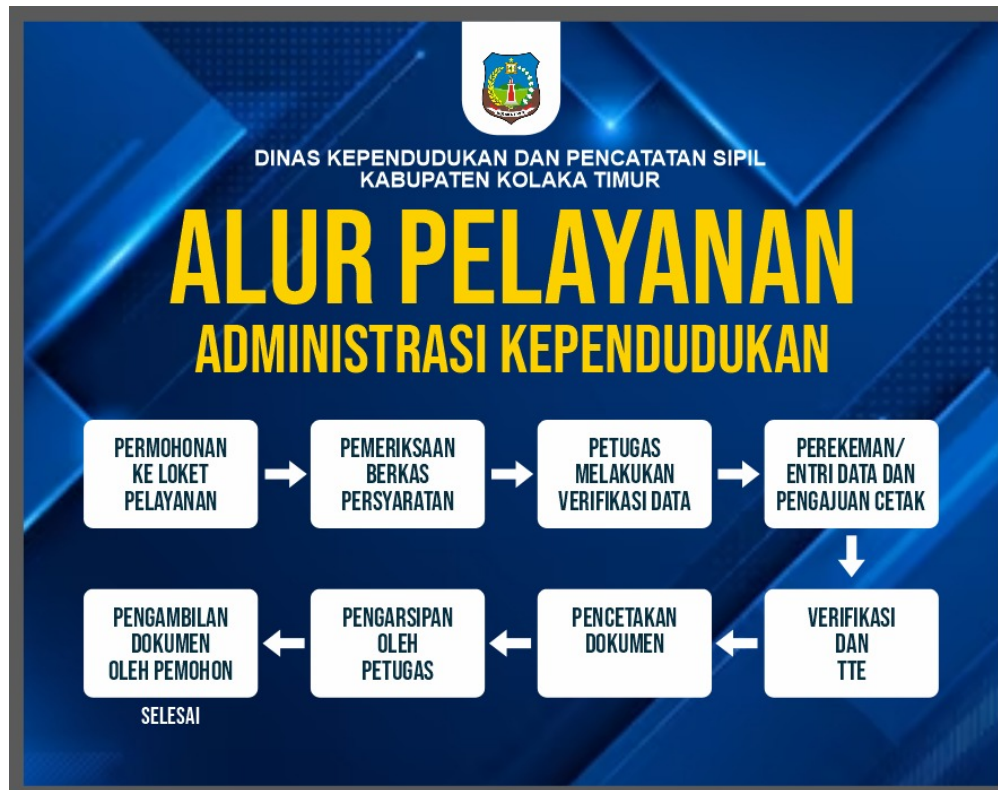 DINAS KEPENDUDUKAN DAN PENCATATAN SIPIL
KABUPATEN KOLAKA TIMUR
ALUR PELAYANAN
ADMINISTRASI KEPENDUDUKAN
PERMOHONAN
KE LOKET
PELAYANAN
PEMERIKSAAN
BERKAS
PERSYARATAN
PETUGAS
MELAKUKAN
VERIFIKASI DATA
PEREKEMAN/
ENTRI DATA DAN
PENGAJUAN CETAK
VERIFIKASI
DAN
TTE
PENCETAKAN
DOKUMEN
PENGARSIPAN
OLEH
PETUGAS
PENGAMBILAN
DOKUMEN
OLEH PEMOHON
SELESAI